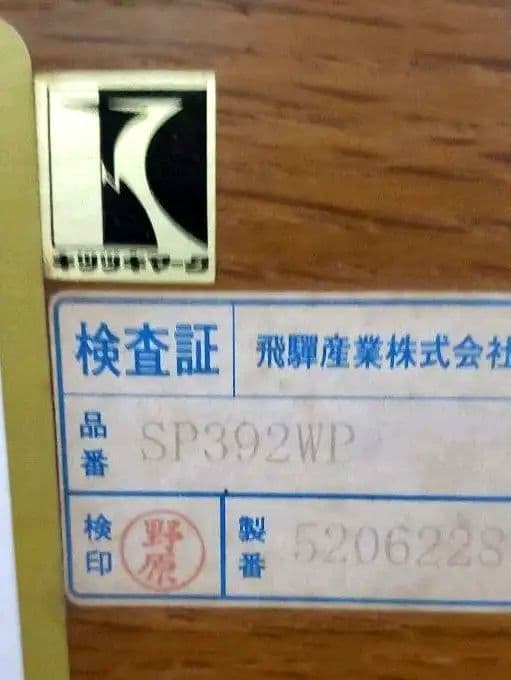 キツツキマーク
検査証 飛驒産業株式会社
品番 SP392WP
検印 野原 製番 5206228